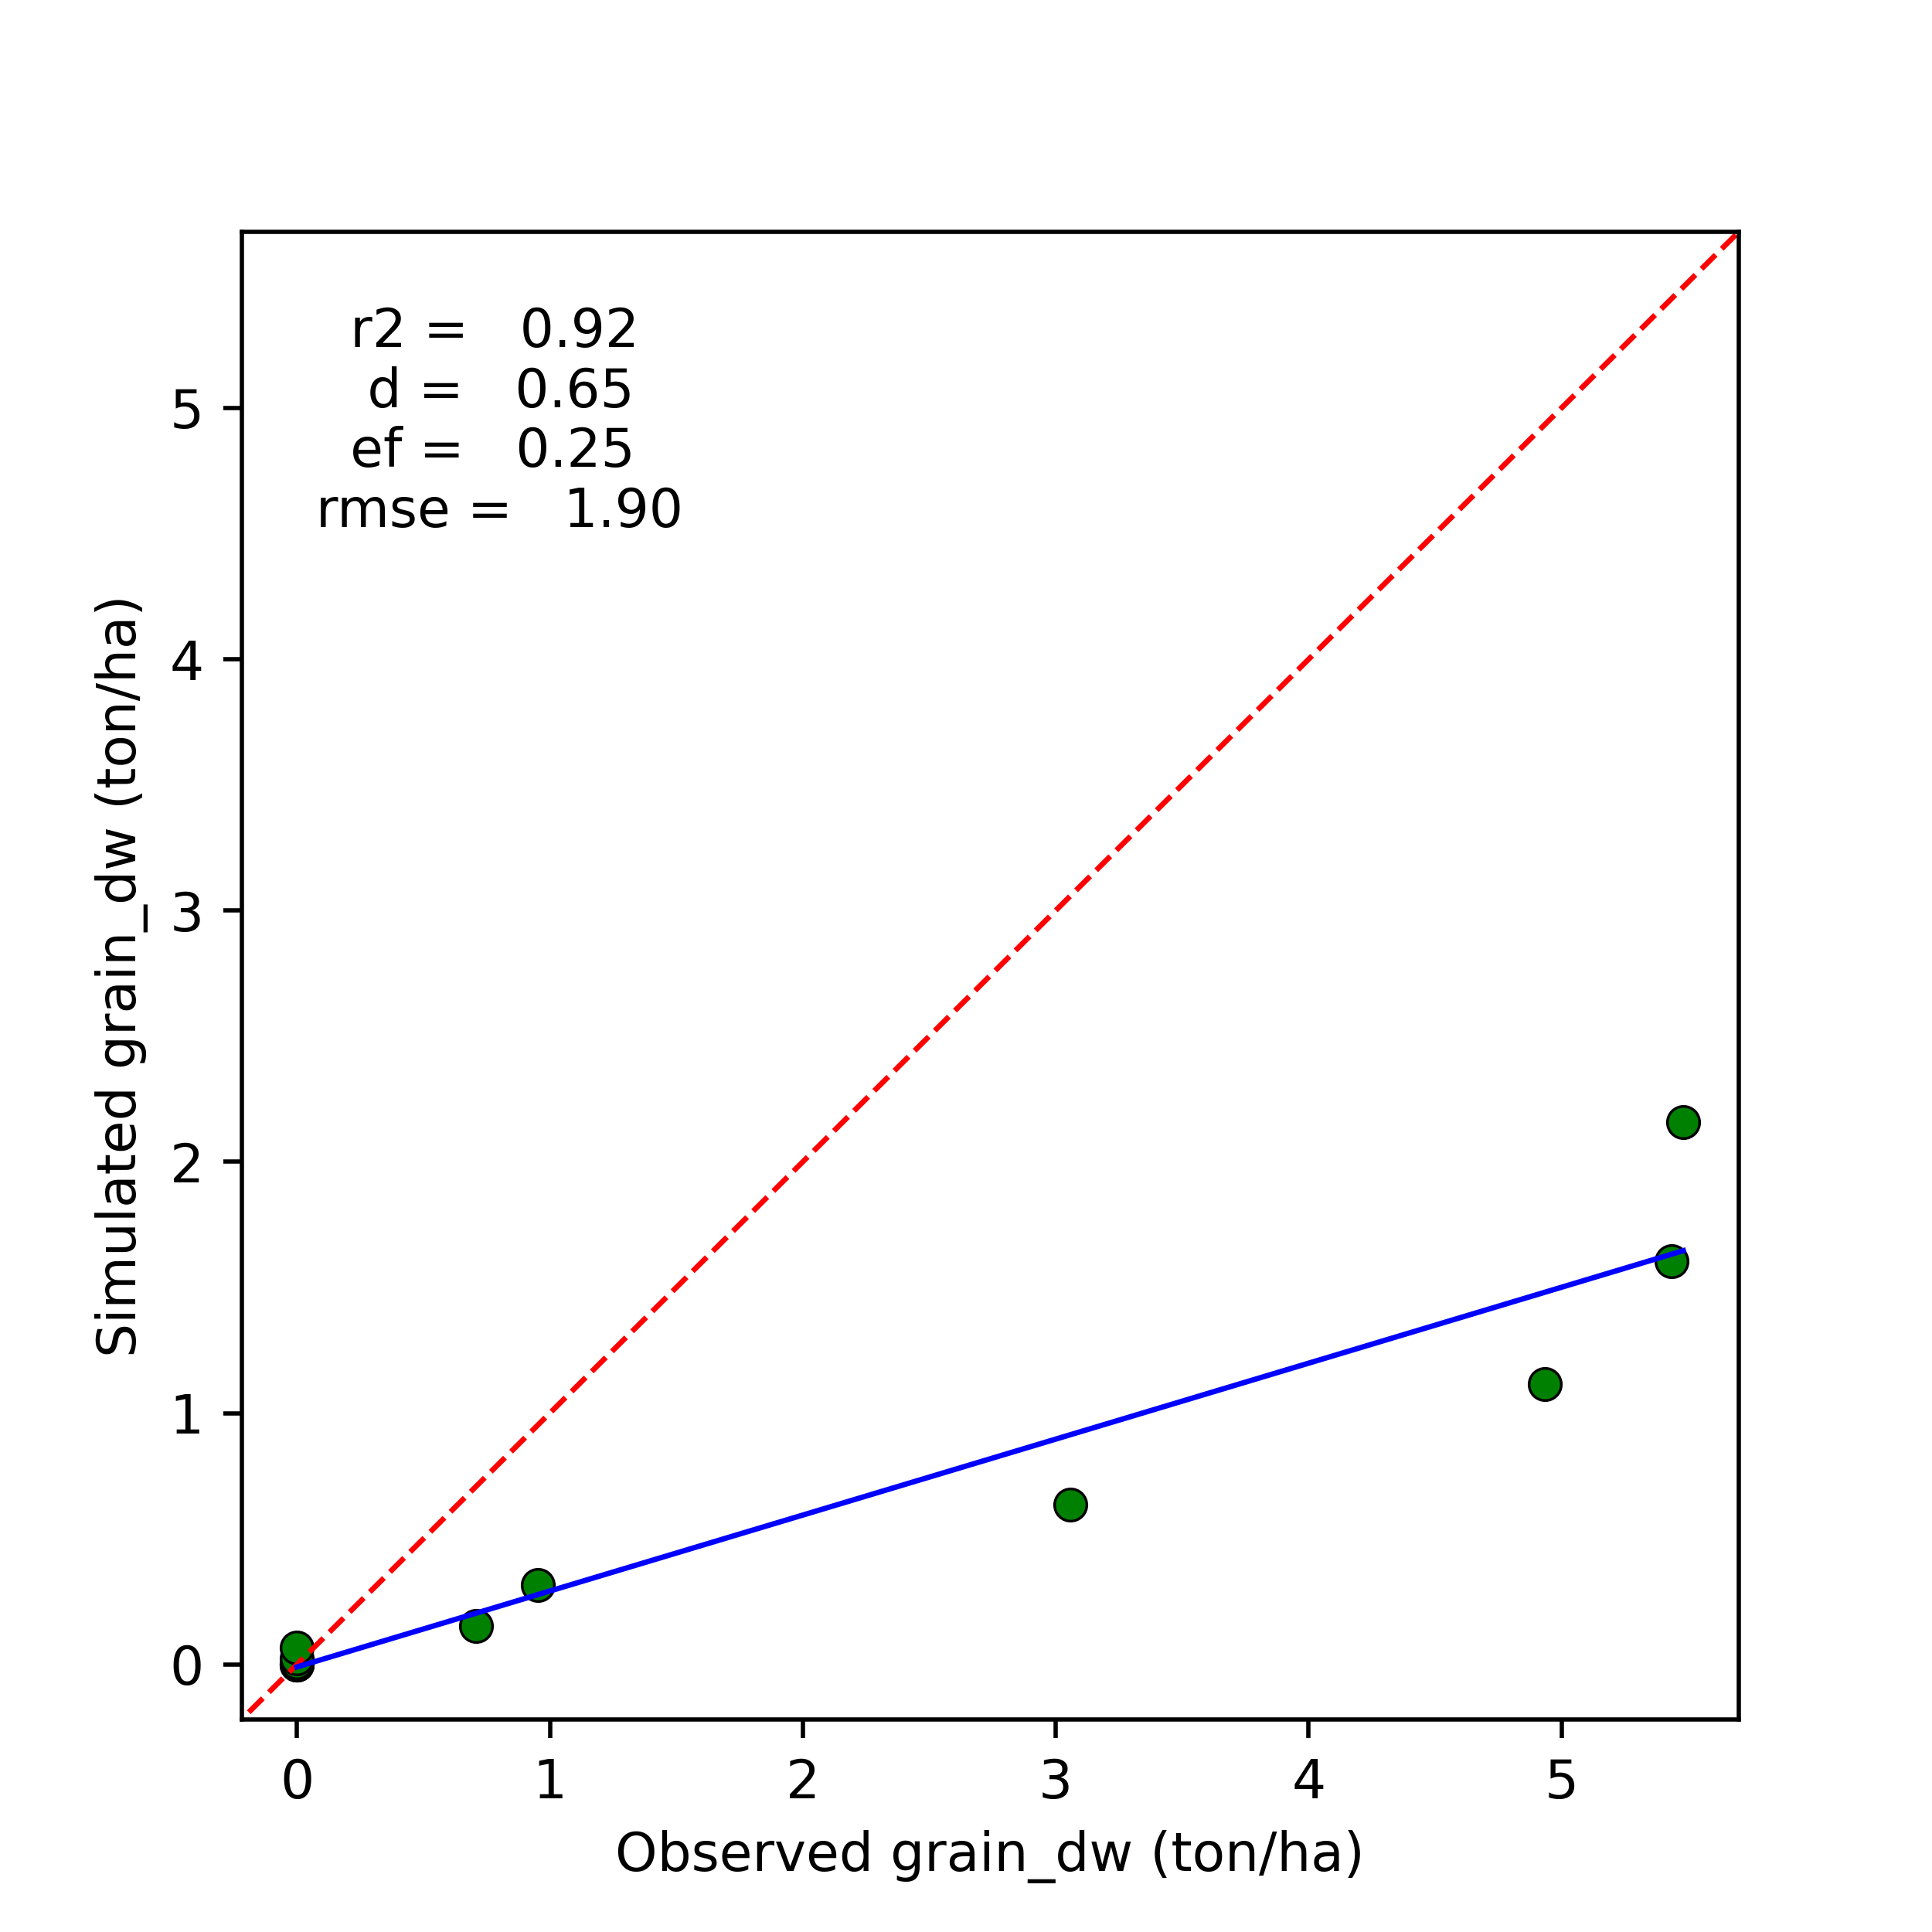 r2 = 0.92
d = 0.65
ef = 0.25
rmse = 1.90
5
4
3
2
1
0
Simulated grain_dw (ton/ha)
0 1 2 3 4 5
Observed grain_dw (ton/ha)